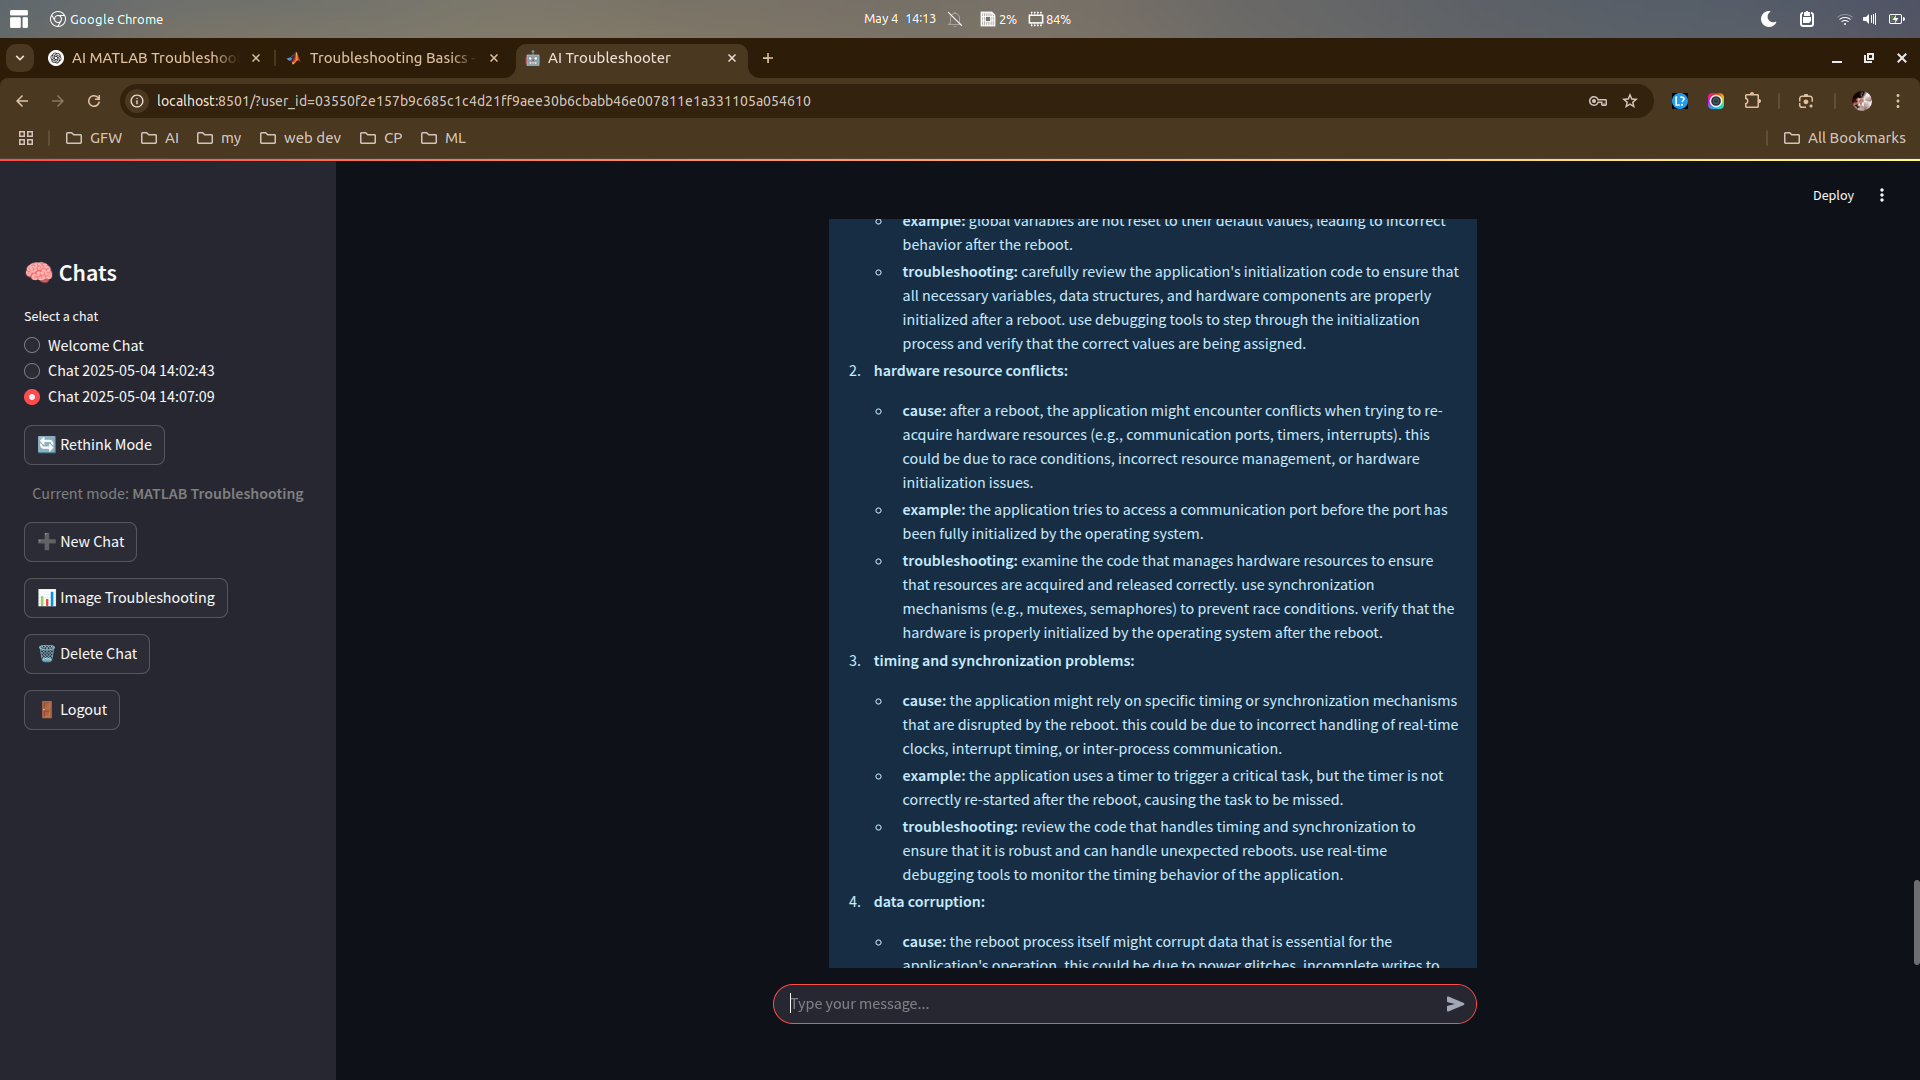 Google Chrome
May 4 14:13
2%
84%
AI MATLAB Troubleshoo
Troubleshooting Basics
AI Troubleshooter
localhost:8501/?user_id=03550f2e157b9c685c1c4d21ff9aee30b6cbabb46e007811e1a331105a054610
GFW
AI
my
web dev
CP
ML
All Bookmarks
Deploy
Chats
Select a chat
Welcome Chat
Chat 2025-05-04 14:02:43
Chat 2025-05-04 14:07:09
Rethink Mode
Current mode: MATLAB Troubleshooting
New Chat
Image Troubleshooting
Delete Chat
Logout
example: global variables are not reset to their default values, leading to incorrect
behavior after the reboot.
troubleshooting: carefully review the application's initialization code to ensure that
all necessary variables, data structures, and hardware components are properly
initialized after a reboot. use debugging tools to step through the initialization
process and verify that the correct values are being assigned.
2. hardware resource conflicts:
cause: after a reboot, the application might encounter conflicts when trying to re-
acquire hardware resources (e.g., communication ports, timers, interrupts). this
could be due to race conditions, incorrect resource management, or hardware
initialization issues.
example: the application tries to access a communication port before the port has
been fully initialized by the operating system.
troubleshooting: examine the code that manages hardware resources to ensure
that resources are acquired and released correctly. use synchronization
mechanisms (e.g., mutexes, semaphores) to prevent race conditions. verify that the
hardware is properly initialized by the operating system after the reboot.
3. timing and synchronization problems:
cause: the application might rely on specific timing or synchronization mechanisms
that are disrupted by the reboot. this could be due to incorrect handling of real-time
clocks, interrupt timing, or inter-process communication.
example: the application uses a timer to trigger a critical task, but the timer is not
correctly re-started after the reboot, causing the task to be missed.
troubleshooting: review the code that handles timing and synchronization to
ensure that it is robust and can handle unexpected reboots. use real-time
debugging tools to monitor the timing behavior of the application.
4. data corruption:
cause: the reboot process itself might corrupt data that is essential for the
application's operation. this could be due to power glitches, incomplete writes to
Type your message...